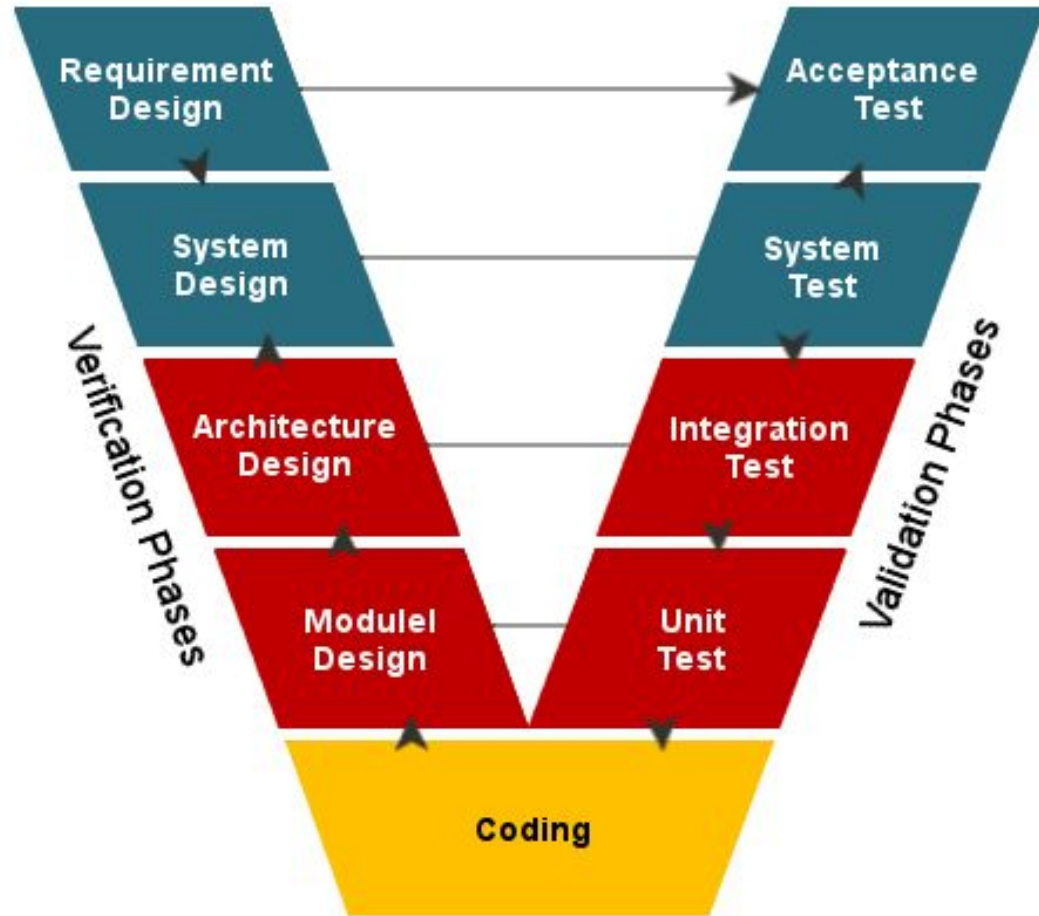 Requirement
Design
Acceptance
Test
System
Design
System
Test
Verification Phases
Validation Phases
Architecture
Design
Integration
Test
Modulel
Design
Unit
Test
Coding